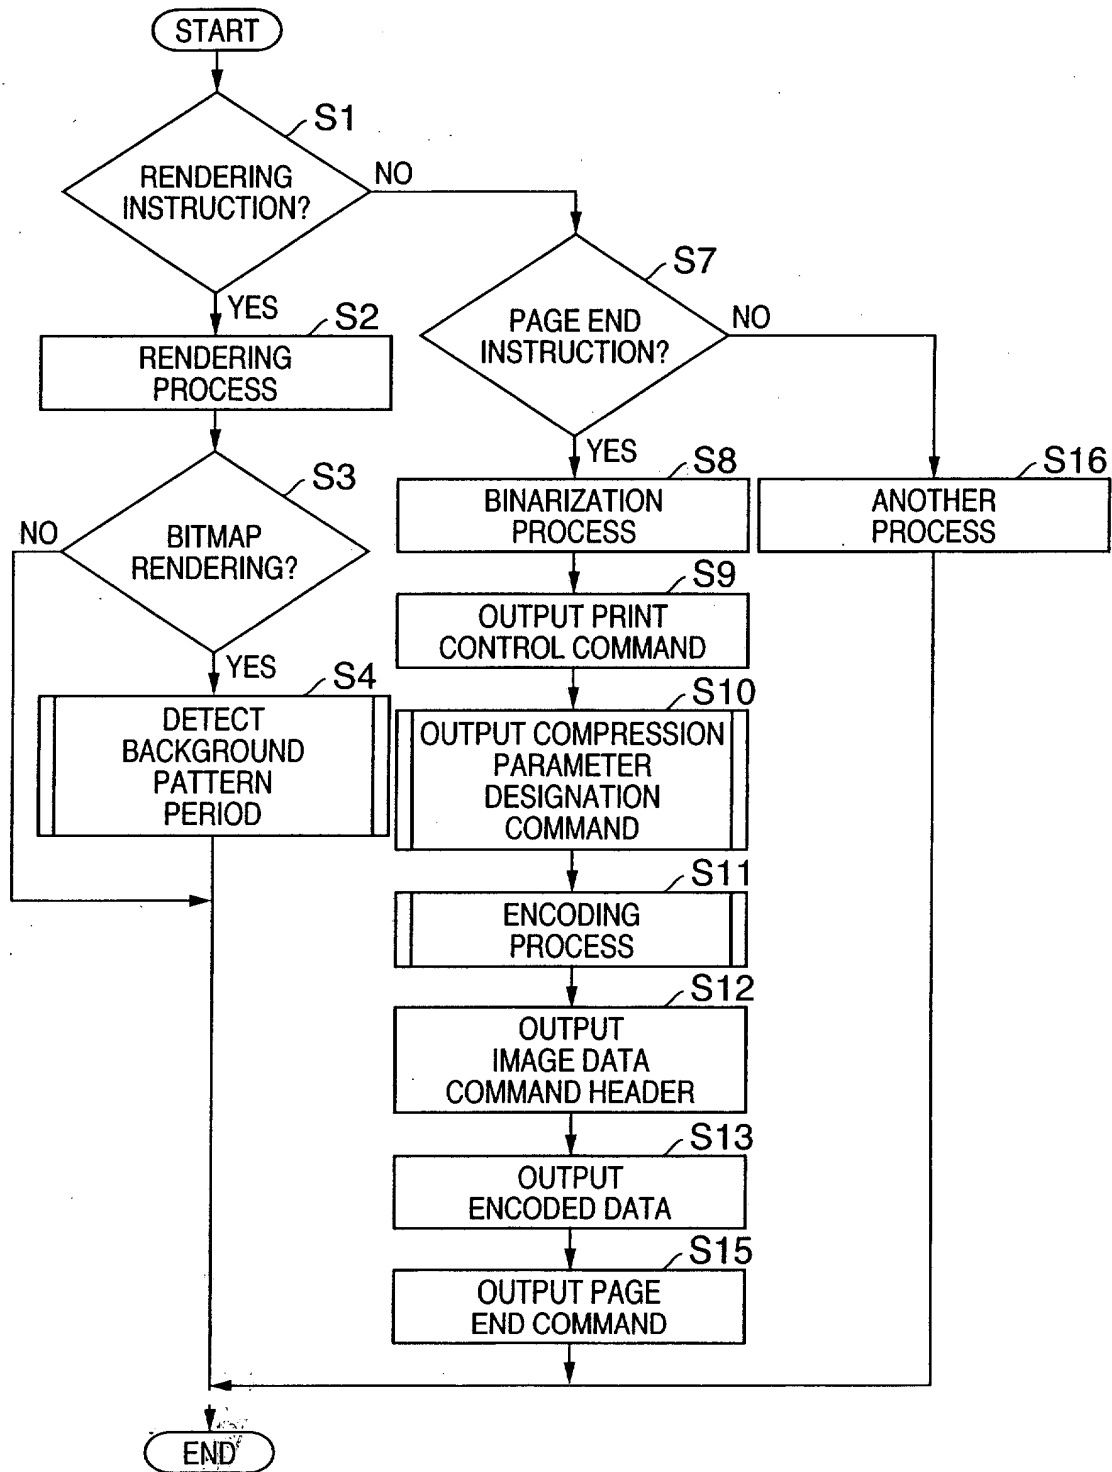 START
S1
RENDERING
INSTRUCTION?
NO
YES
S2
RENDERING
PROCESS
S3
NO
BITMAP
RENDERING?
YES
S4
DETECT
BACKGROUND
PATTERN
PERIOD
S7
PAGE END
INSTRUCTION?
NO
YES
S8
BINARIZATION
PROCESS
S9
OUTPUT PRINT
CONTROL COMMAND
S10
OUTPUT COMPRESSION
PARAMETER
DESIGNATION
COMMAND
S11
ENCODING
PROCESS
S12
OUTPUT
IMAGE DATA
COMMAND HEADER
S13
OUTPUT
ENCODED DATA
S15
OUTPUT PAGE
END COMMAND
S16
ANOTHER
PROCESS
END